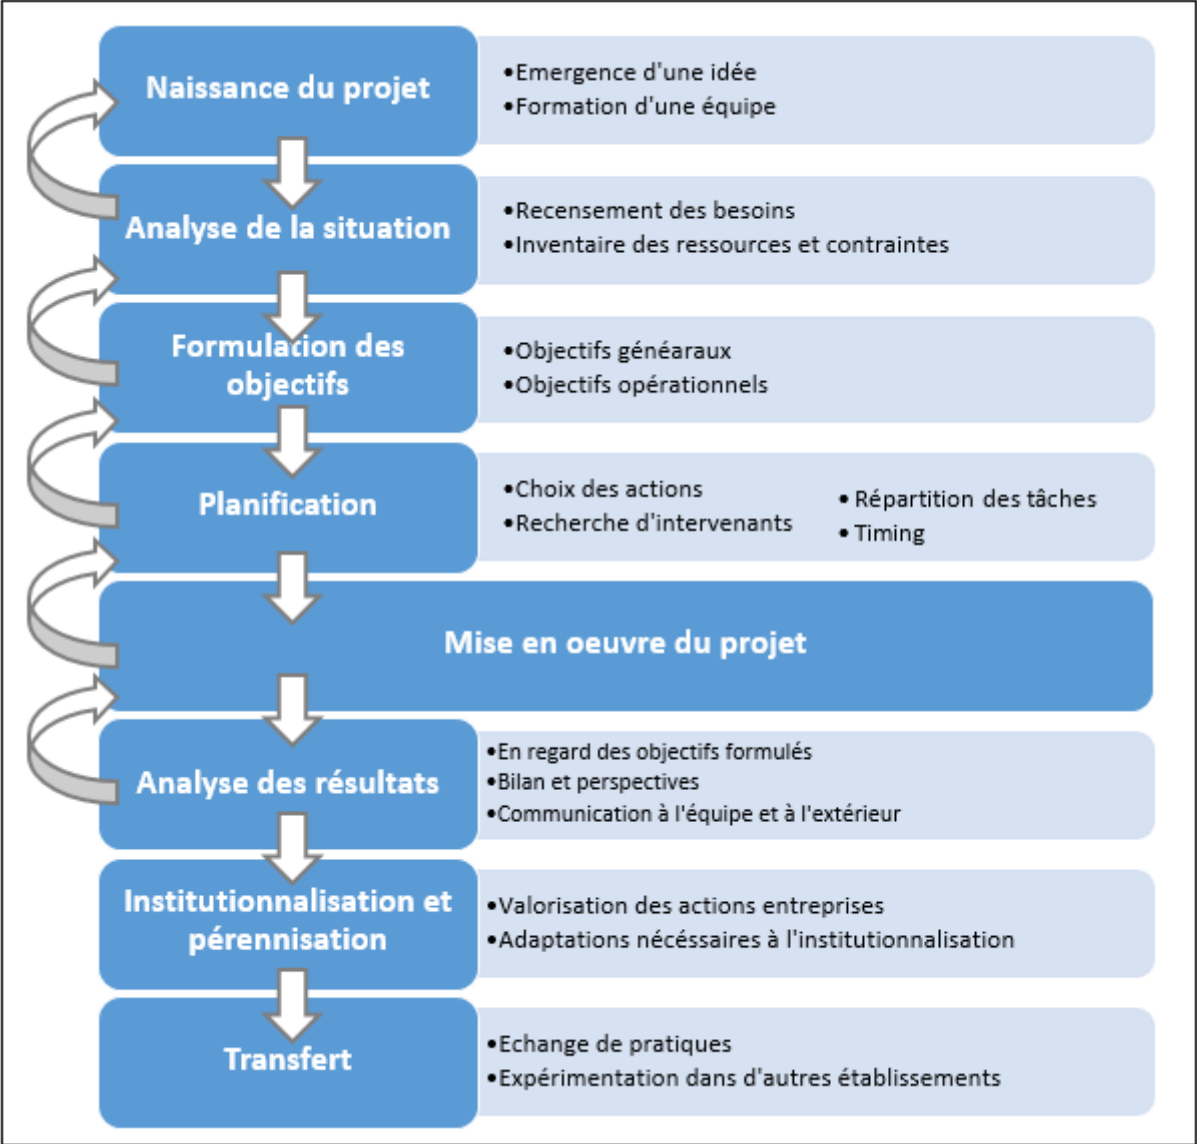 Naissance du projet
•Emergence d'une idée
•Formation d'une équipe
Analyse de la situation
•Recensement des besoins
•Inventaire des ressources et contraintes
Formulation des
objectifs
•Objectifs généaraux
•Objectifs opérationnels
Planification
•Choix des actions
•Recherche d'intervenants
• Répartition des tâches
• Timing
Mise en oeuvre du projet
Analyse des résultats
•En regard des objectifs formulés
•Bilan et perspectives
•Communication à l'équipe et à l'extérieur
Institutionnalisation et
pérennisation
•Valorisation des actions entreprises
•Adaptations nécéssaires à l'institutionnalisation
Transfert
•Echange de pratiques
•Expérimentation dans d'autres établissements